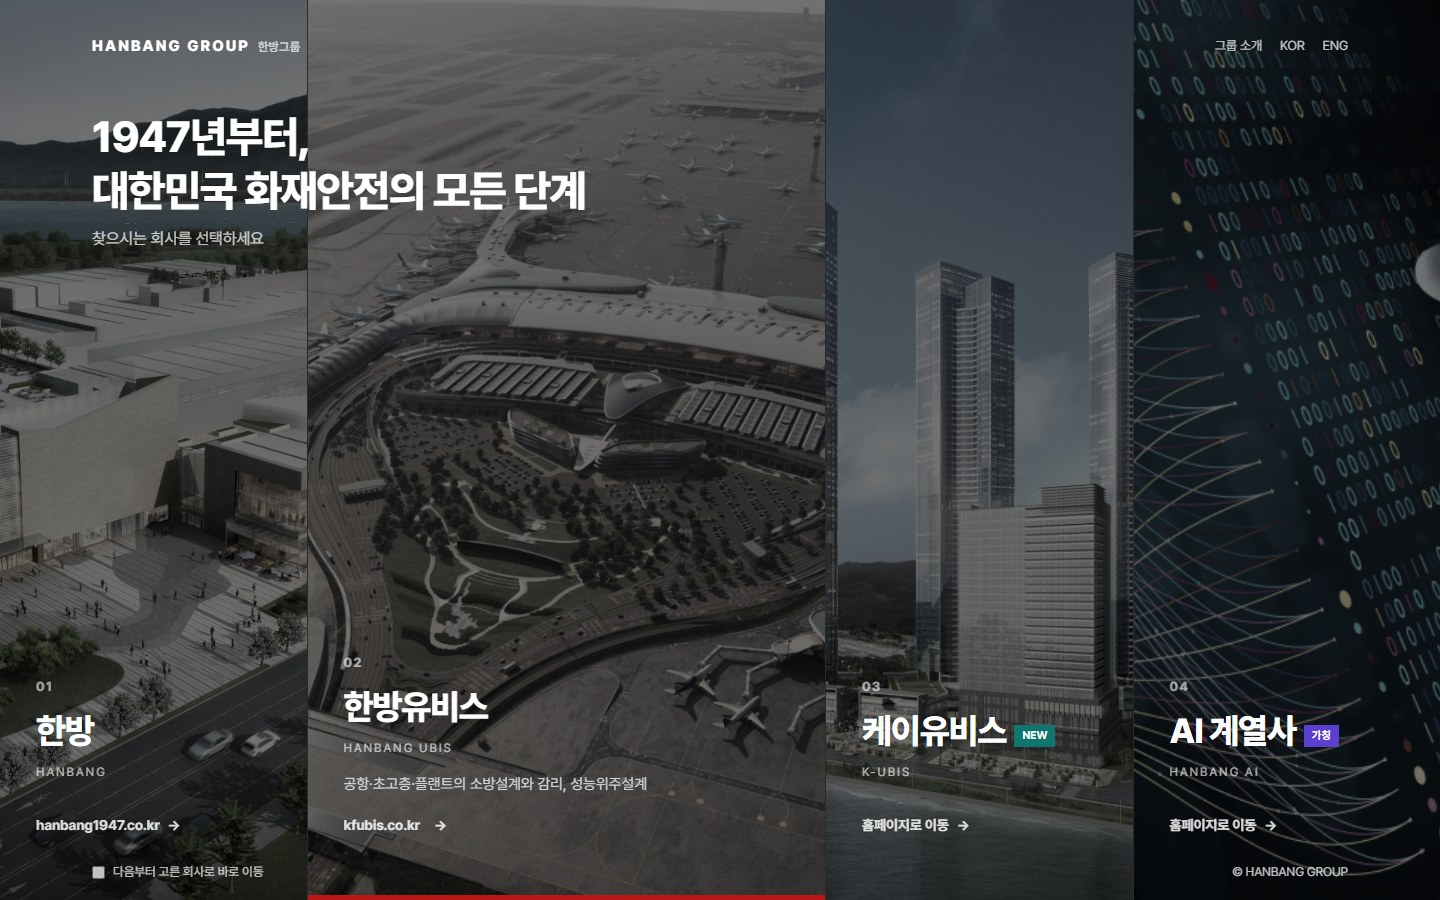 HANBANG GROUP 한방그룹
그룹 소개 KOR ENG
1947년부터,
대한민국 화재안전의 모든 단계
찾으시는 회사를 선택하세요
01
한방
HANBANG
hanbang1947.co.kr →
다음부터 고른 회사로 바로 이동
02
한방유비스
HANBANG UBIS
공항·초고층·플랜트의 소방설계와 감리, 성능위주설계
kfubis.co.kr →
03
케이유비스 NEW
K-UBIS
홈페이지로 이동 →
04
AI 계열사 가칭
HANBANG AI
홈페이지로 이동 →
© HANBANG GROUP